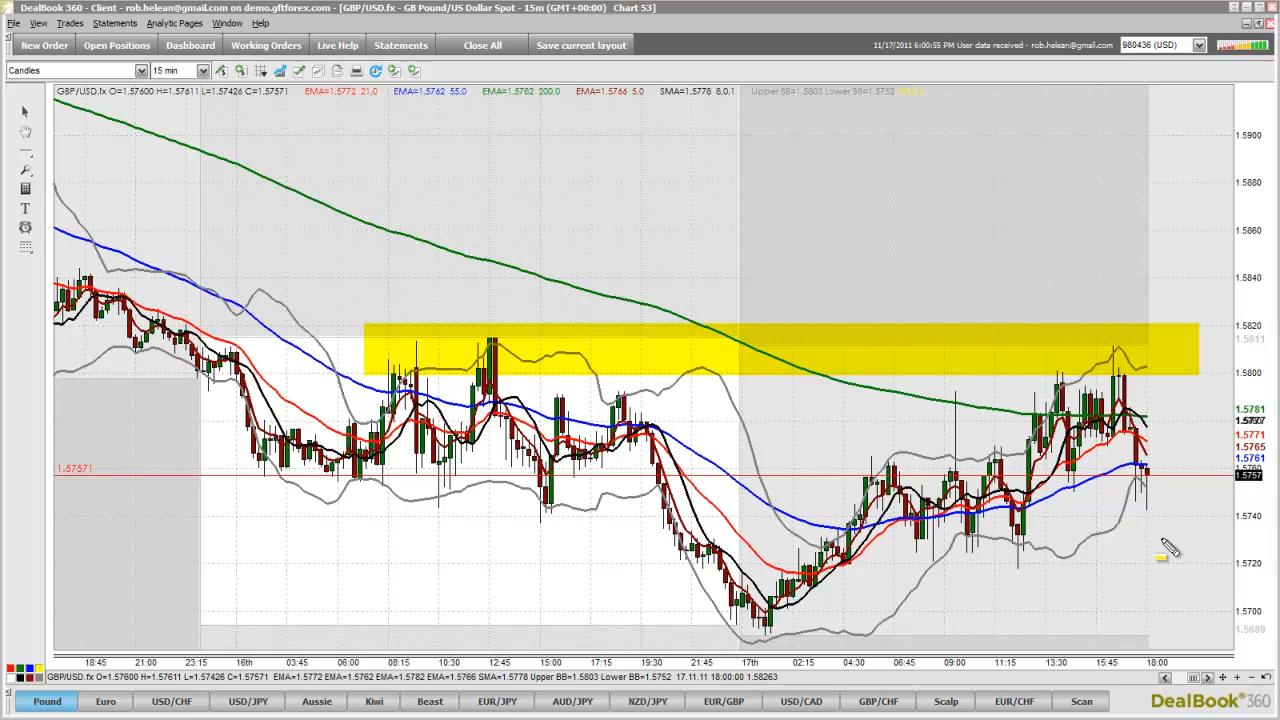 DealBook 360 - Client - rob.helean@gmail.com on demo.gftforex.com - [GBP/USD.fx - GB Pound/US Dollar Spot - 15m (GMT+00:00)   Chart 53]
File View Trades Statements Analytic Pages Window Help
New Order Open Positions Dashboard Working Orders Live Help Statements Close All Save current layout 11/17/2011 6:00:55 PM User data received - rob.helean@gmail.com 980436 (USD)
Candles 15 min
GBP/USD.fx O=1.57600 H=1.57611 L=1.57426 C=1.57571 EMA=1.5772 21.0 EMA=1.5762 55.0 EMA=1.5782 200.0 EMA=1.5766 5.0 SMA=1.5778 8.0,1 Upper BB=1.5803 Lower BB=1.5752
1.5900
1.5880
1.5860
1.5840
1.5820
1.5811
1.5800
1.5781
1.5771
1.5765
1.5761
1.57571 1.5757
1.5740
1.5720
1.5700
1.5689
18:45 21:00 23:15 16th 03:45 06:00 08:15 10:30 12:45 15:00 17:15 19:30 21:45 17th 02:15 04:30 06:45 09:00 11:15 13:30 15:45 18:00
GBP/USD.fx O=1.57600 H=1.57611 L=1.57426 C=1.57571 EMA=1.5772 EMA=1.5762 EMA=1.5782 EMA=1.5766 SMA=1.5778 Upper BB=1.5803 Lower BB=1.5752 17.11.11 18:00:00 1.58263
Pound Euro USD/CHF USD/JPY Aussie Kiwi Beast EUR/JPY AUD/JPY NZD/JPY EUR/GBP USD/CAD GBP/CHF Scalp EUR/CHF Scan DealBook 360